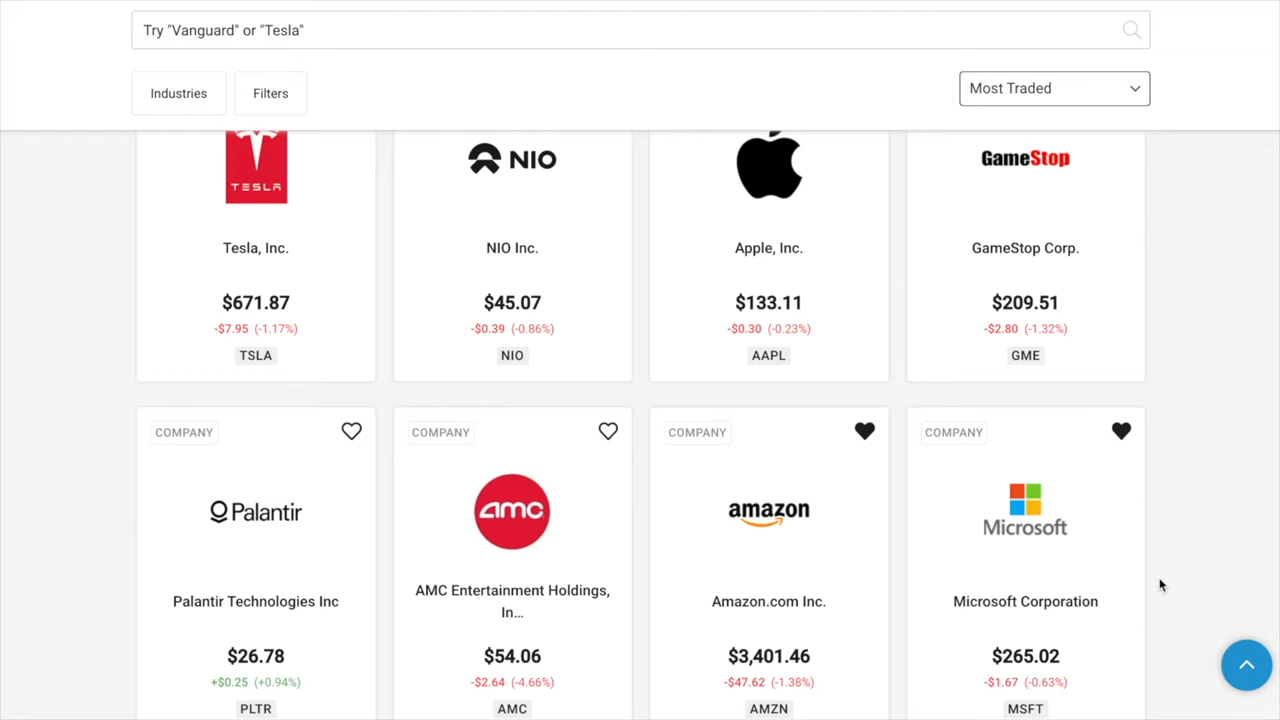 Try "Vanguard" or "Tesla"
Industries
Filters
Most Traded
TESLA
NIO
GameStop
Tesla, Inc.
NIO Inc.
Apple, Inc.
GameStop Corp.
$671.87
$45.07
$133.11
$209.51
-$7.95 (-1.17%)
-$0.39 (-0.86%)
-$0.30 (-0.23%)
-$2.80 (-1.32%)
TSLA
NIO
AAPL
GME
COMPANY
COMPANY
COMPANY
COMPANY
Palantir
amc
amazon
Microsoft
Palantir Technologies Inc
AMC Entertainment Holdings,
In...
Amazon.com Inc.
Microsoft Corporation
$26.78
$54.06
$3,401.46
$265.02
+$0.25 (+0.94%)
-$2.64 (-4.66%)
-$47.62 (-1.38%)
-$1.67 (-0.63%)
PLTR
AMC
AMZN
MSFT